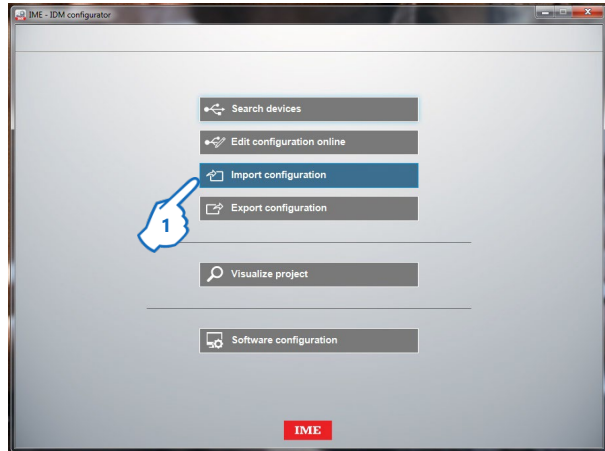 IME - IDM configurator
Search devices
Edit configuration online
Import configuration
Export configuration
1
Visualize project
Software configuration
IME